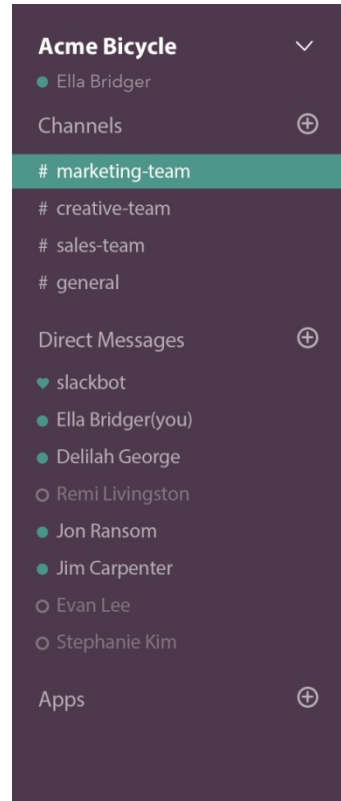 Acme Bicycle
Ella Bridger
Channels
# marketing-team
# creative-team
# sales-team
# general
Direct Messages
slackbot
Ella Bridger(you)
Delilah George
Remi Livingston
Jon Ransom
Jim Carpenter
Evan Lee
Stephanie Kim
Apps